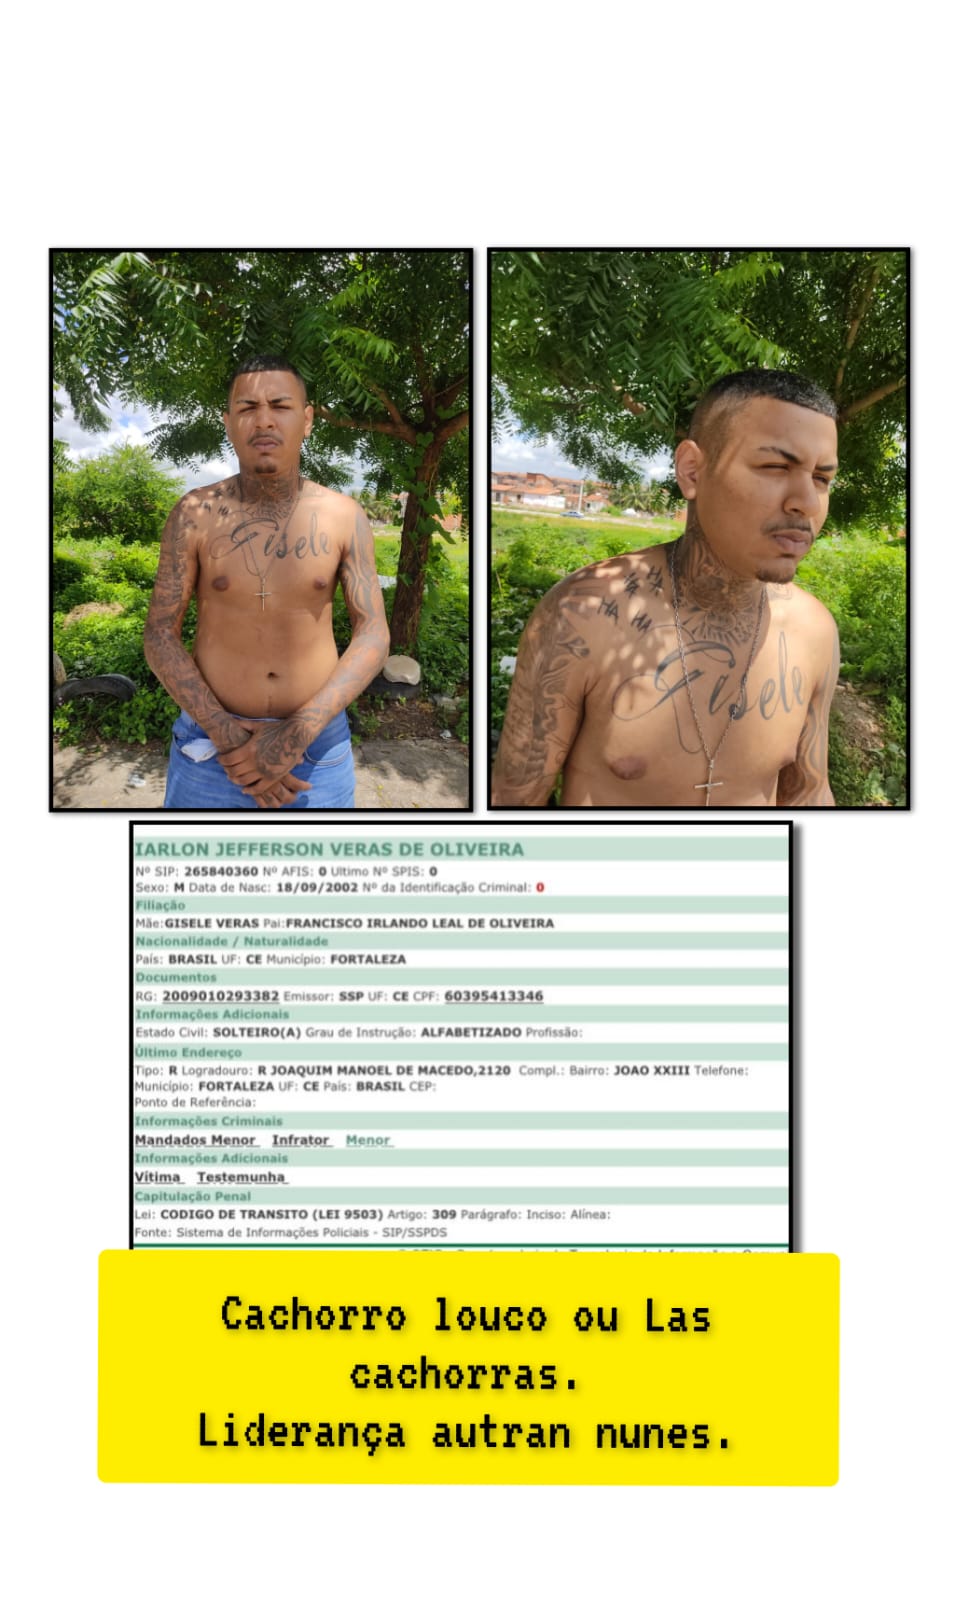 Gisele
HA
HA HA
Gisele
IARLON JEFFERSON VERAS DE OLIVEIRA
Nº SIP: 265840360 Nº AFIS: 0 Ultimo Nº SPIS: 0
Sexo: M Data de Nasc: 18/09/2002 Nº da Identificação Criminal: 0
Filiação
Mãe:GISELE VERAS Pai:FRANCISCO IRLANDO LEAL DE OLIVEIRA
Nacionalidade / Naturalidade
País: BRASIL UF: CE Município: FORTALEZA
Documentos
RG: 2009010293382 Emissor: SSP UF: CE CPF: 60395413346
Informações Adicionais
Estado Civil: SOLTEIRO(A) Grau de Instrução: ALFABETIZADO Profissão:
Último Endereço
Tipo: R Logradouro: R JOAQUIM MANOEL DE MACEDO,2120 Compl.: Bairro: JOAO XXIII Telefone:
Município: FORTALEZA UF: CE País: BRASIL CEP:
Ponto de Referência:
Informações Criminais
Mandados Menor Infrator Menor
Informações Adicionais
Vítima Testemunha
Capitulação Penal
Lei: CODIGO DE TRANSITO (LEI 9503) Artigo: 309 Parágrafo: Inciso: Alínea:
Fonte: Sistema de Informações Policiais - SIP/SSPDS
Cachorro louco ou Las
cachorras.
Liderança autran nunes.